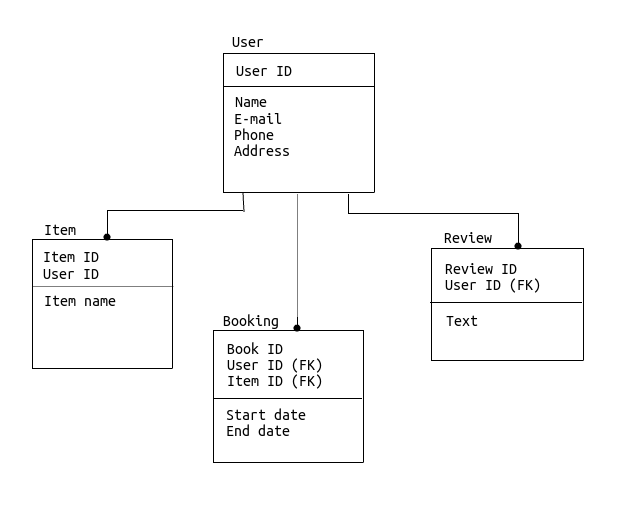 User
User ID
Name
E-mail
Phone
Address
Item
Item ID
User ID
Item name
Booking
Book ID
User ID (FK)
Item ID (FK)
Start date
End date
Review
Review ID
User ID (FK)
Text